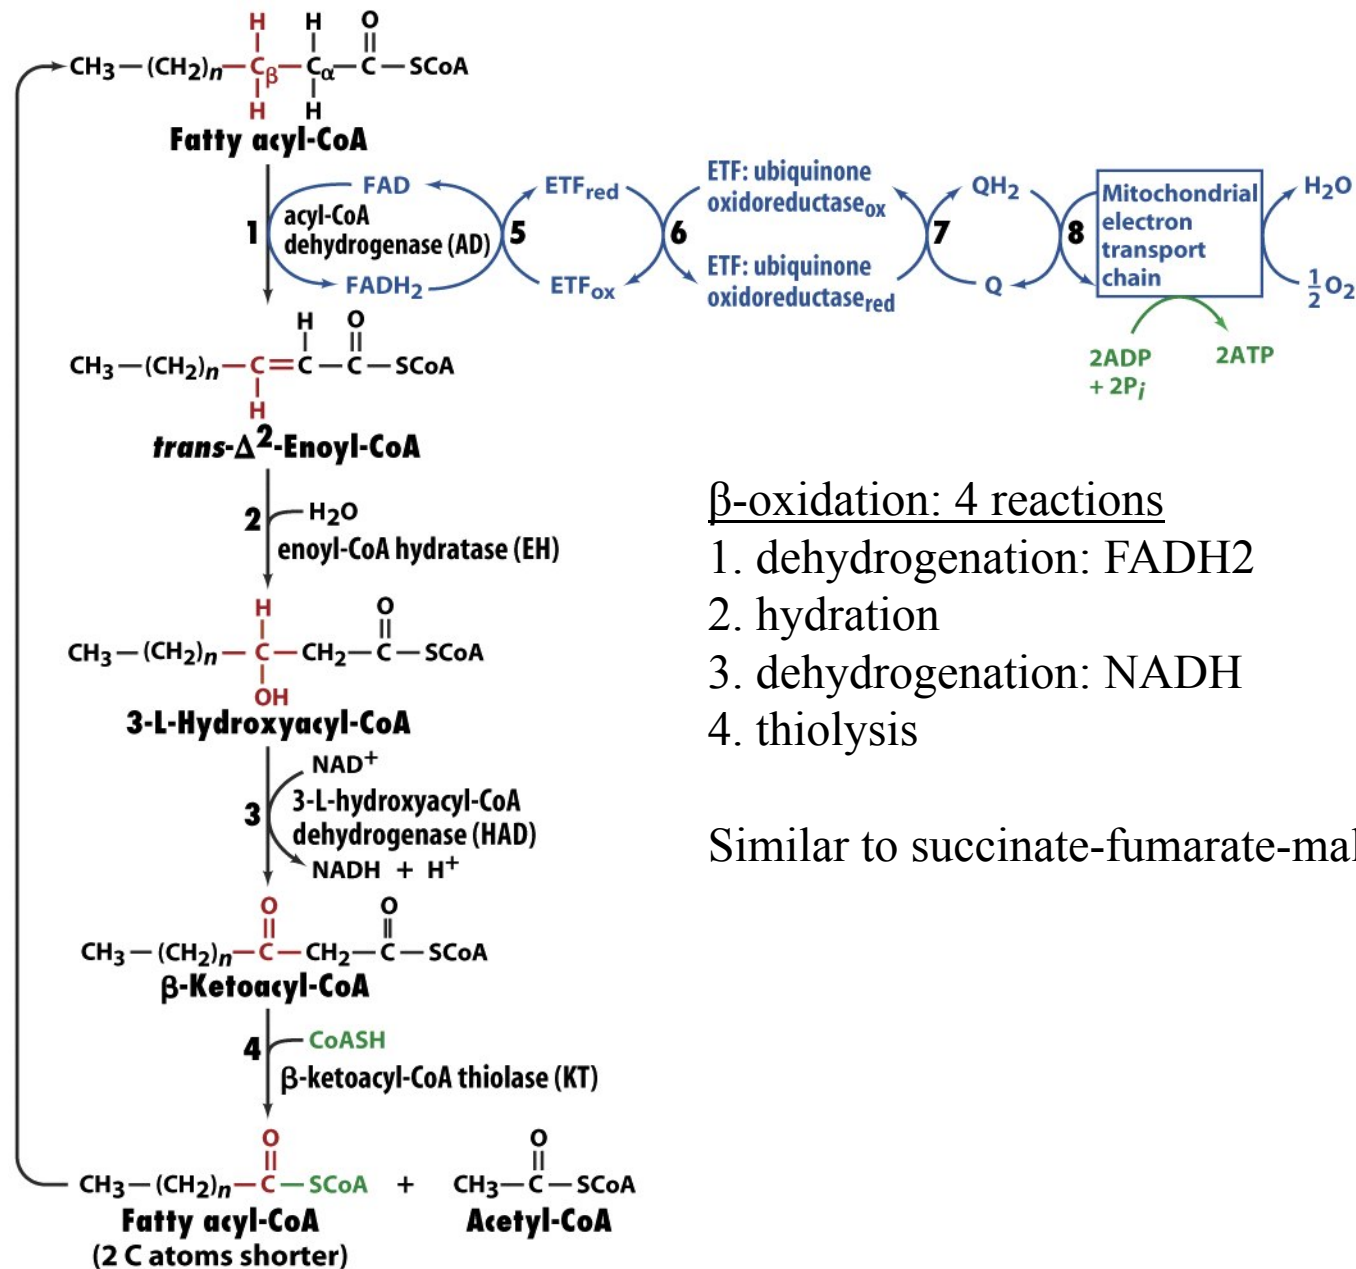 H H O
CH3—(CH2)n—Cβ—Cα—C—SCoA
H H
Fatty acyl-CoA
1
FAD
acyl-CoA
dehydrogenase (AD)
FADH2
5
ETFred
ETFox
6
ETF: ubiquinone
oxidoreductaseox
ETF: ubiquinone
oxidoreductasered
7
QH2
Q
8
Mitochondrial
electron
transport
chain
H2O
1/2 O2
2ADP
+ 2Pi
2ATP
H O
CH3—(CH2)n—C=C—C—SCoA
H
trans-Δ2-Enoyl-CoA
2
H2O
enoyl-CoA hydratase (EH)
H O
CH3—(CH2)n—C—CH2—C—SCoA
OH
3-L-Hydroxyacyl-CoA
3
NAD+
3-L-hydroxyacyl-CoA
dehydrogenase (HAD)
NADH + H+
O O
CH3—(CH2)n—C—CH2—C—SCoA
β-Ketoacyl-CoA
4
CoASH
β-ketoacyl-CoA thiolase (KT)
O O
CH3—(CH2)n—C—SCoA + CH3—C—SCoA
Fatty acyl-CoA Acetyl-CoA
(2 C atoms shorter)
β-oxidation: 4 reactions
1. dehydrogenation: FADH2
2. hydration
3. dehydrogenation: NADH
4. thiolysis
Similar to succinate-fumarate-mal